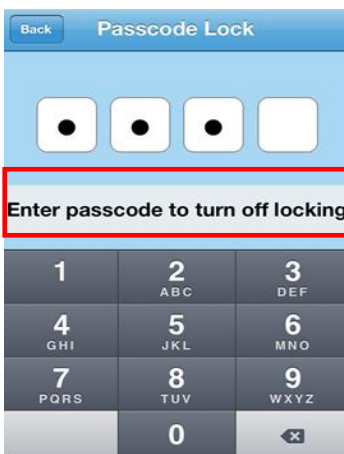 Back Passcode Lock
Enter passcode to turn off locking
1 2 3
ABC DEF
4 5 6
GHI JKL MNO
7 8 9
PQRS TUV WXYZ
0